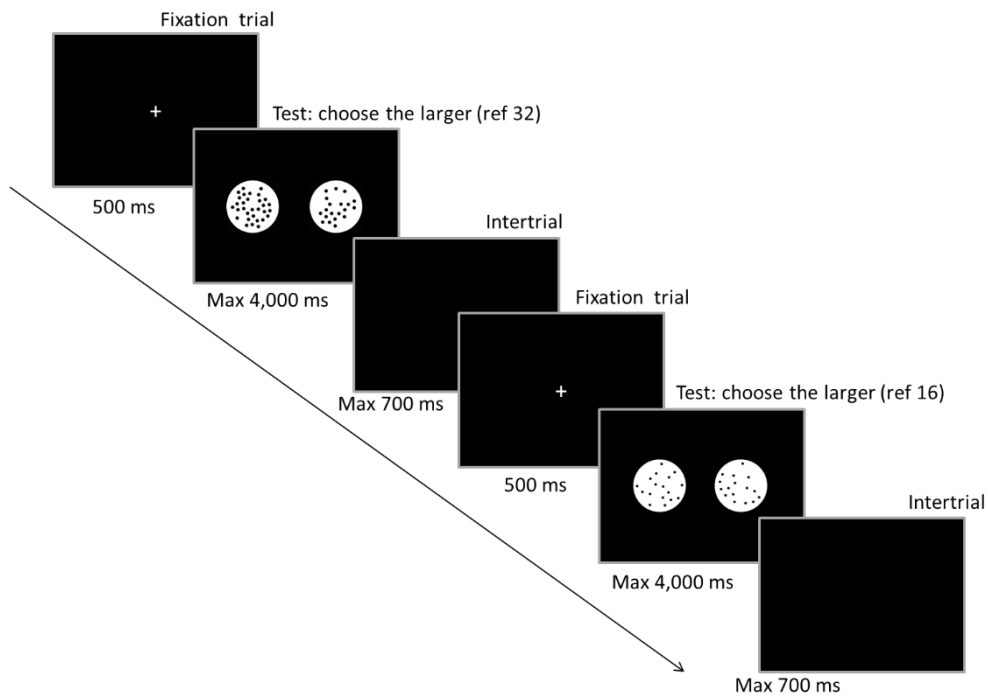 Fixation trial
Test: choose the larger (ref 32)
500 ms
Intertrial
Max 4,000 ms
Fixation trial
Max 700 ms
Test: choose the larger (ref 16)
500 ms
Intertrial
Max 4,000 ms
Max 700 ms